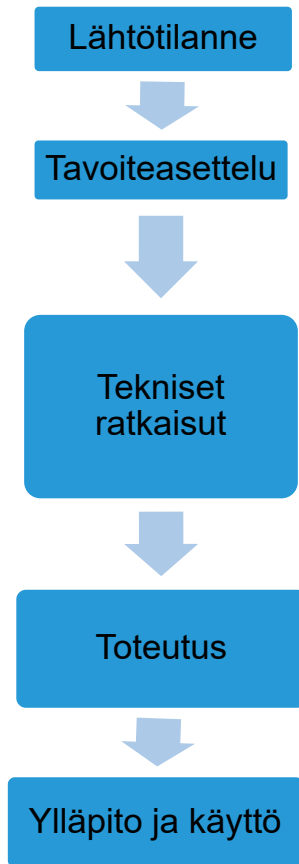 Lähtötilanne
Tavoiteasettelu
Tekniset
ratkaisut
Toteutus
Ylläpito ja käyttö